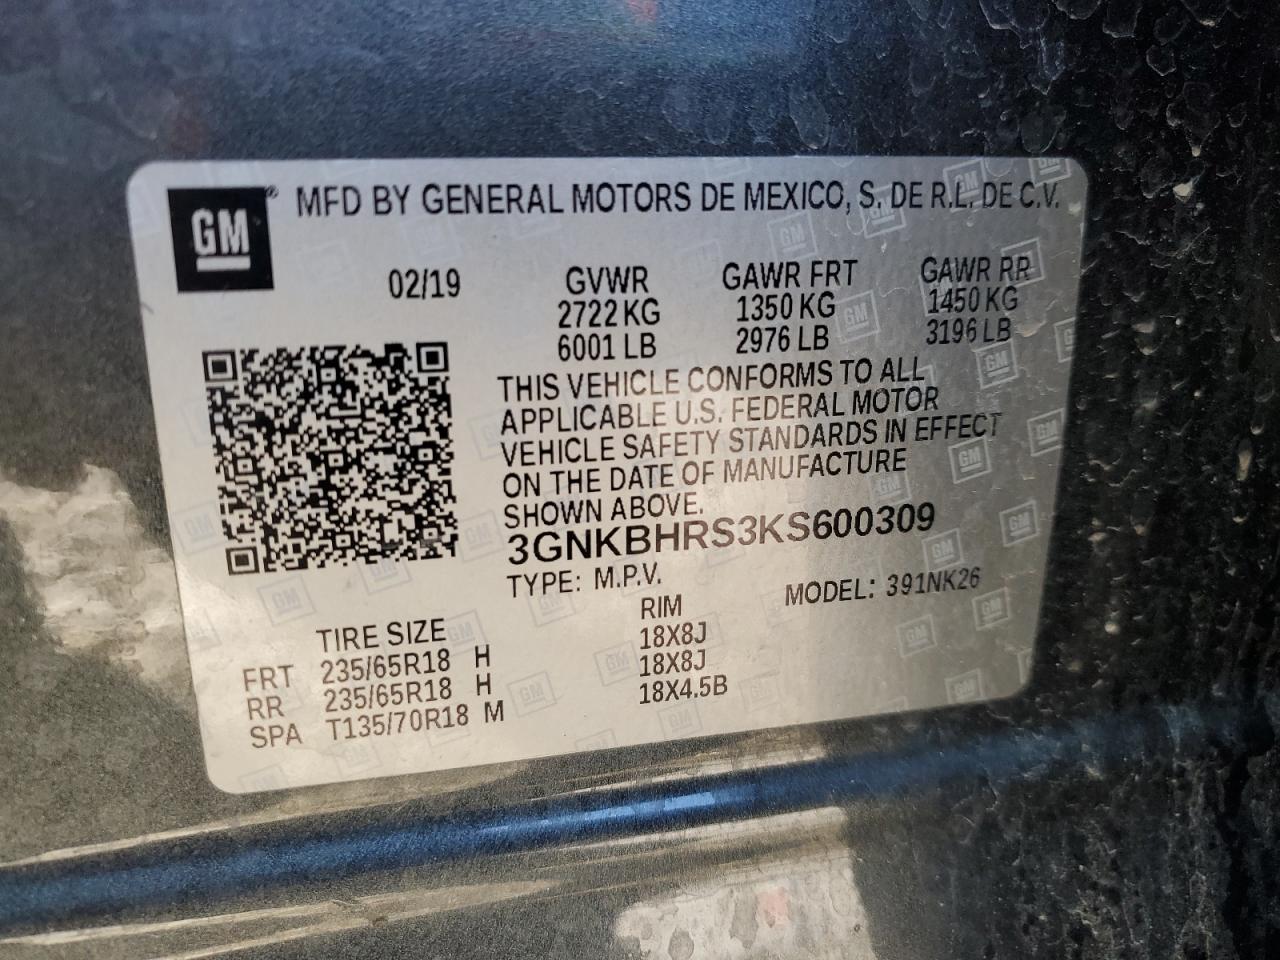 GM® MFD BY GENERAL MOTORS DE MEXICO, S. DE R.L. DE C.V.
02/19 GVWR GAWR FRT GAWR RR
2722 KG 1350 KG 1450 KG
6001 LB 2976 LB 3196 LB
THIS VEHICLE CONFORMS TO ALL
APPLICABLE U.S. FEDERAL MOTOR
VEHICLE SAFETY STANDARDS IN EFFECT
ON THE DATE OF MANUFACTURE
SHOWN ABOVE.
3GNKBHRS3KS600309
TYPE: M.P.V. MODEL: 391NK26
TIRE SIZE RIM
FRT 235/65R18 H 18X8J
RR 235/65R18 H 18X8J
SPA T135/70R18 M 18X4.5B